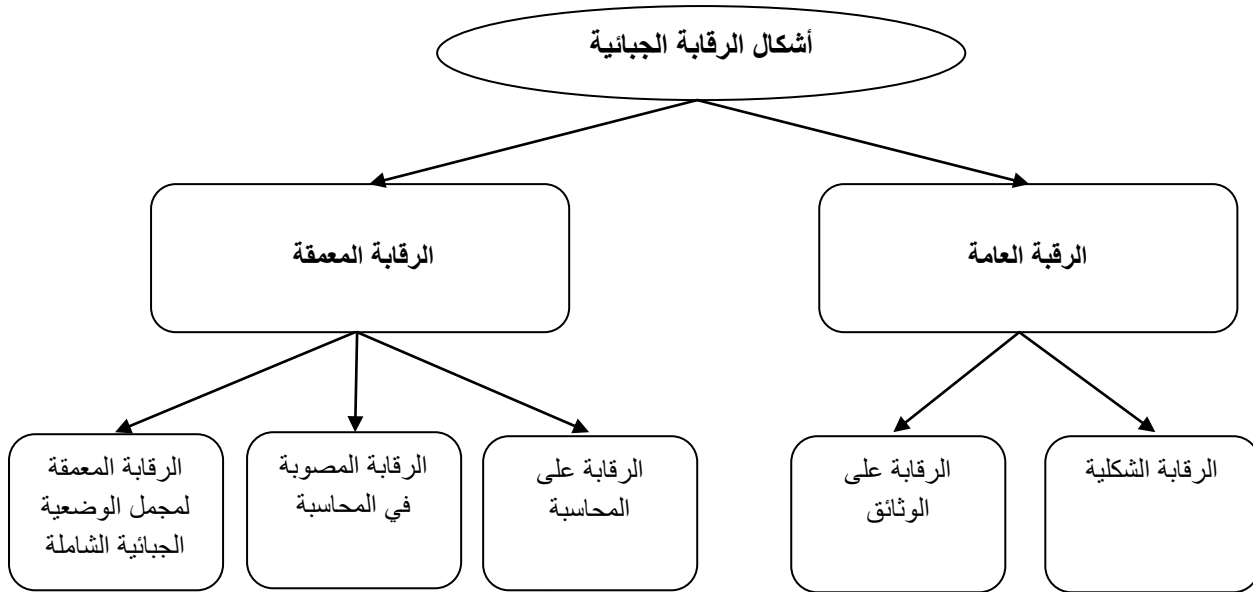 أشكال الرقابة الجبائية
الرقبة العامة
الرقابة المعمقة
الرقابة الشكلية
الرقابة على
الوثائق
الرقابة على
المحاسبة
الرقابة المصوبة
في المحاسبة
الرقابة المعمقة
لمجمل الوضعية
الجبائية الشاملة